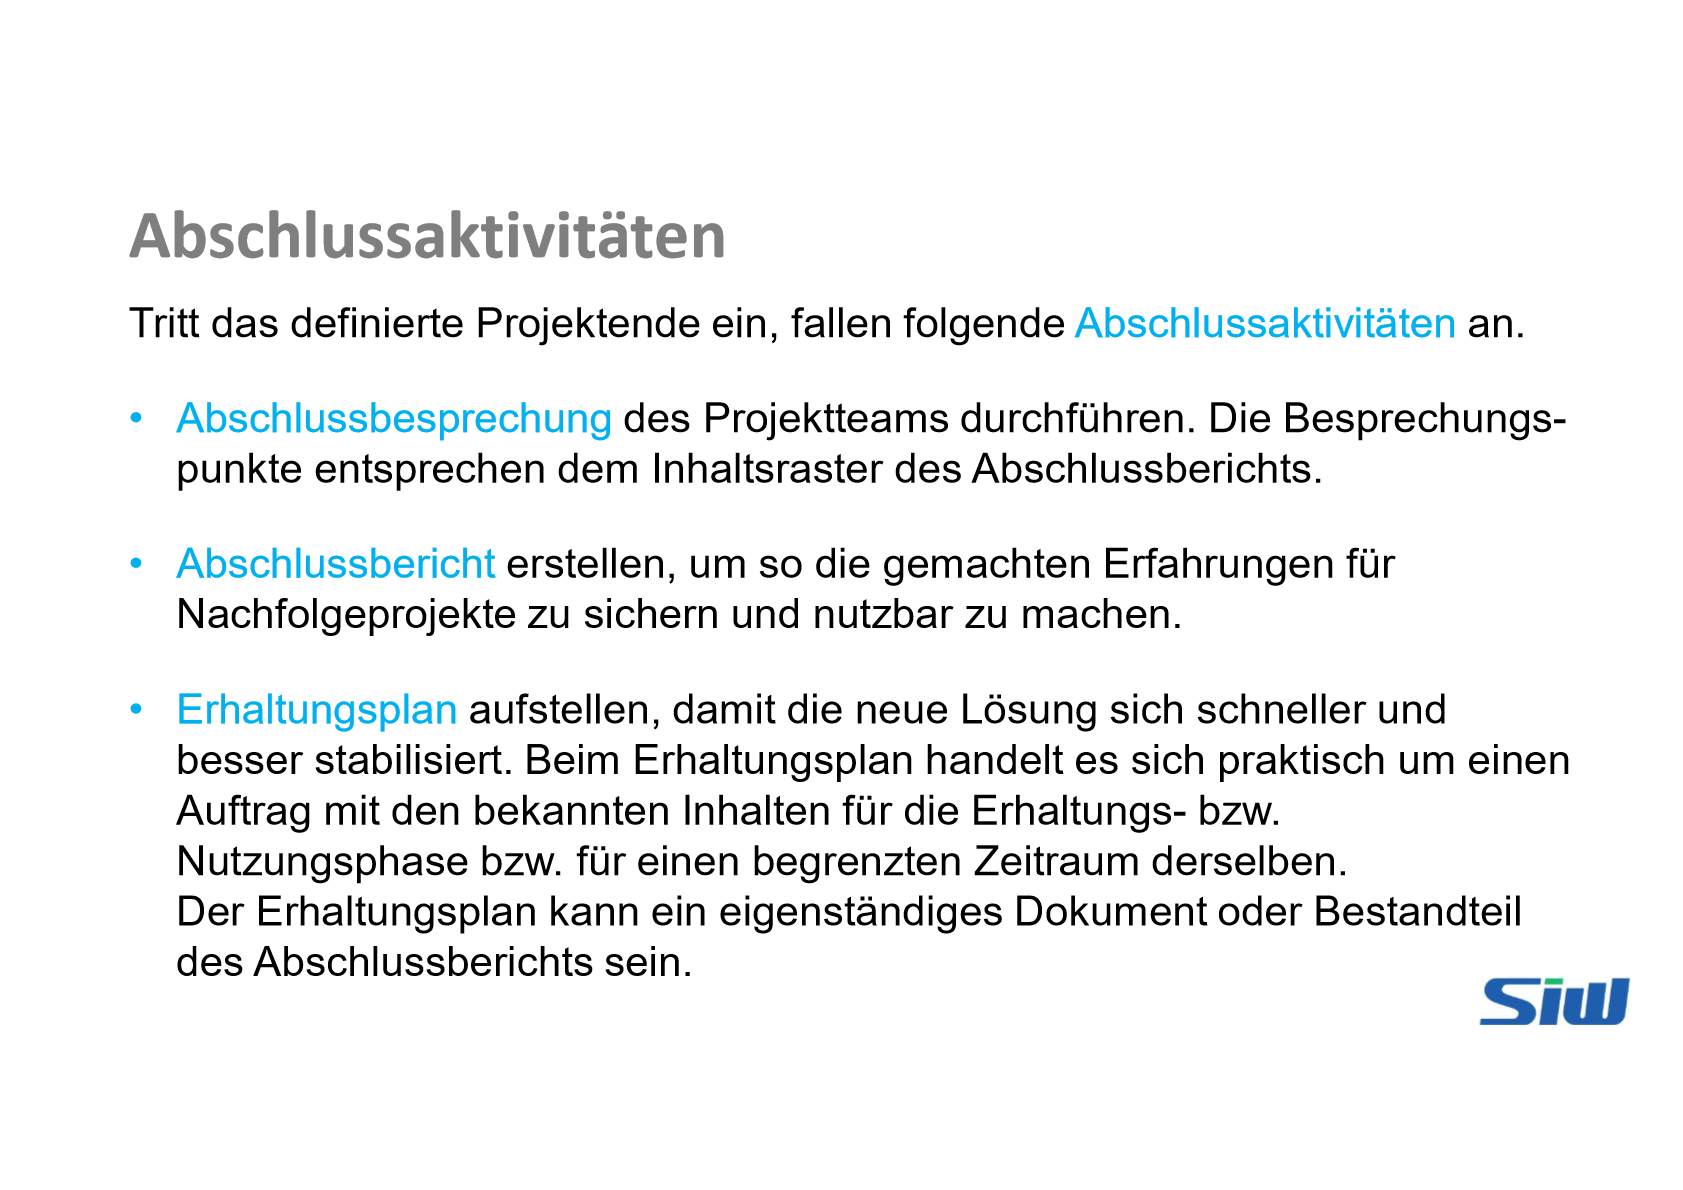 Abschlussaktivitäten
Tritt das definierte Projektende ein, fallen folgende Abschlussaktivitäten an.
• Abschlussbesprechung des Projektteams durchführen. Die Besprechungs-
punkte entsprechen dem Inhaltsraster des Abschlussberichts.
• Abschlussbericht erstellen, um so die gemachten Erfahrungen für
Nachfolgeprojekte zu sichern und nutzbar zu machen.
• Erhaltungsplan aufstellen, damit die neue Lösung sich schneller und
besser stabilisiert. Beim Erhaltungsplan handelt es sich praktisch um einen
Auftrag mit den bekannten Inhalten für die Erhaltungs- bzw.
Nutzungsphase bzw. für einen begrenzten Zeitraum derselben.
Der Erhaltungsplan kann ein eigenständiges Dokument oder Bestandteil
des Abschlussberichts sein.
Siw